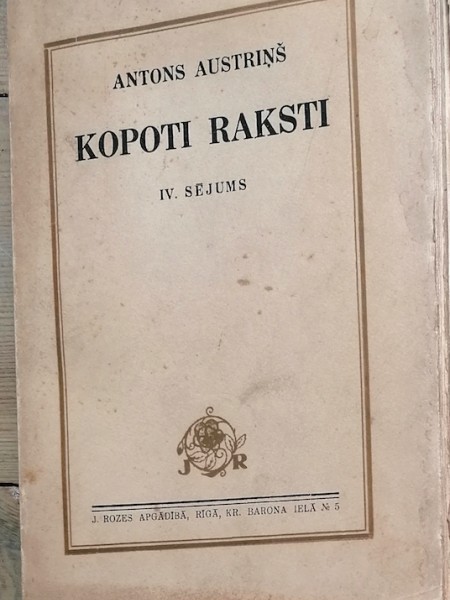 ANTONS AUSTRIŅŠ
KOPOTI RAKSTI
IV. SĒJUMS
J R
J. ROZES APGĀDĪBĀ, RĪGĀ, KR. BARONA IELĀ № 5